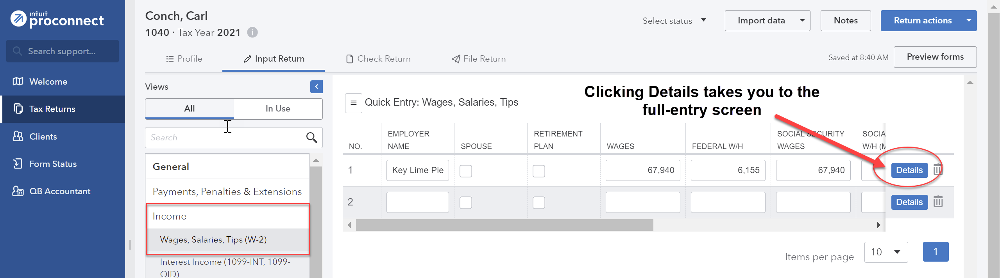 intuit
proconnect
Search support...
Welcome
Tax Returns
Clients
Form Status
QB Accountant
Conch, Carl
1040 · Tax Year 2021 i
Select status
Import data
Notes
Return actions
Profile
Input Return
Check Return
File Return
Saved at 8:40 AM
Preview forms
Views
All
In Use
Search
General
Payments, Penalties & Extensions
Income
Wages, Salaries, Tips (W-2)
Interest Income (1099-INT, 1099-
OID)
Clicking Details takes you to the
full-entry screen
Quick Entry: Wages, Salaries, Tips
NO.
EMPLOYER
NAME
SPOUSE
RETIREMENT
PLAN
WAGES
FEDERAL W/H
SOCIAL SECURITY
WAGES
SOCIA
W/H (M
1 Key Lime Pie 67,940 6,155 67,940 Details
2 Details
Items per page 10 1